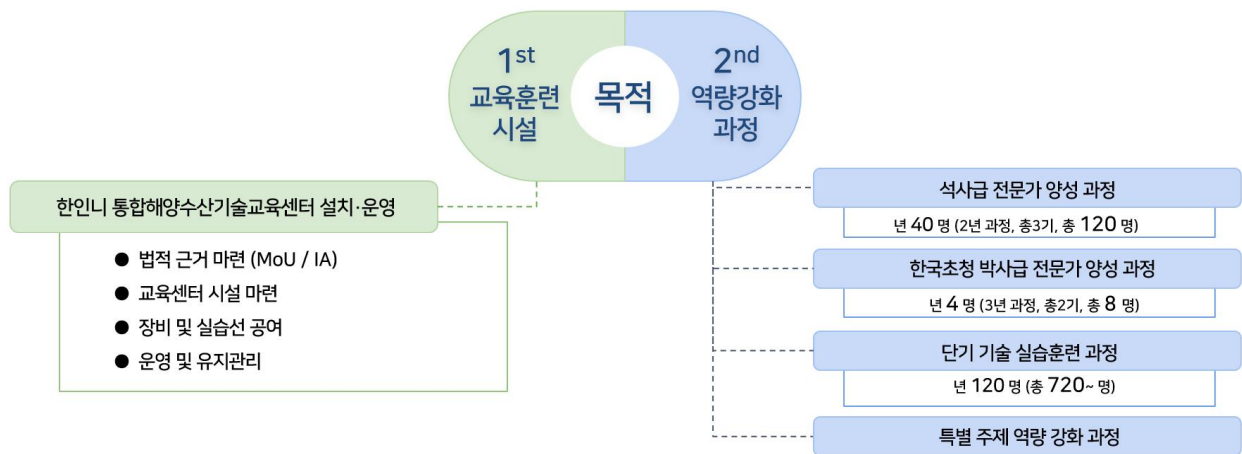 1st
교육훈련
시설
목적
2nd
역량강화
과정
한인니 통합해양수산기술교육센터 설치·운영
● 법적 근거 마련 (MoU / IA)
● 교육센터 시설 마련
● 장비 및 실습선 공여
● 운영 및 유지관리
석사급 전문가 양성 과정
년 40 명 (2년 과정, 총3기, 총 120 명)
한국초청 박사급 전문가 양성 과정
년 4 명 (3년 과정, 총2기, 총 8 명)
단기 기술 실습훈련 과정
년 120 명 (총 720~ 명)
특별 주제 역량 강화 과정